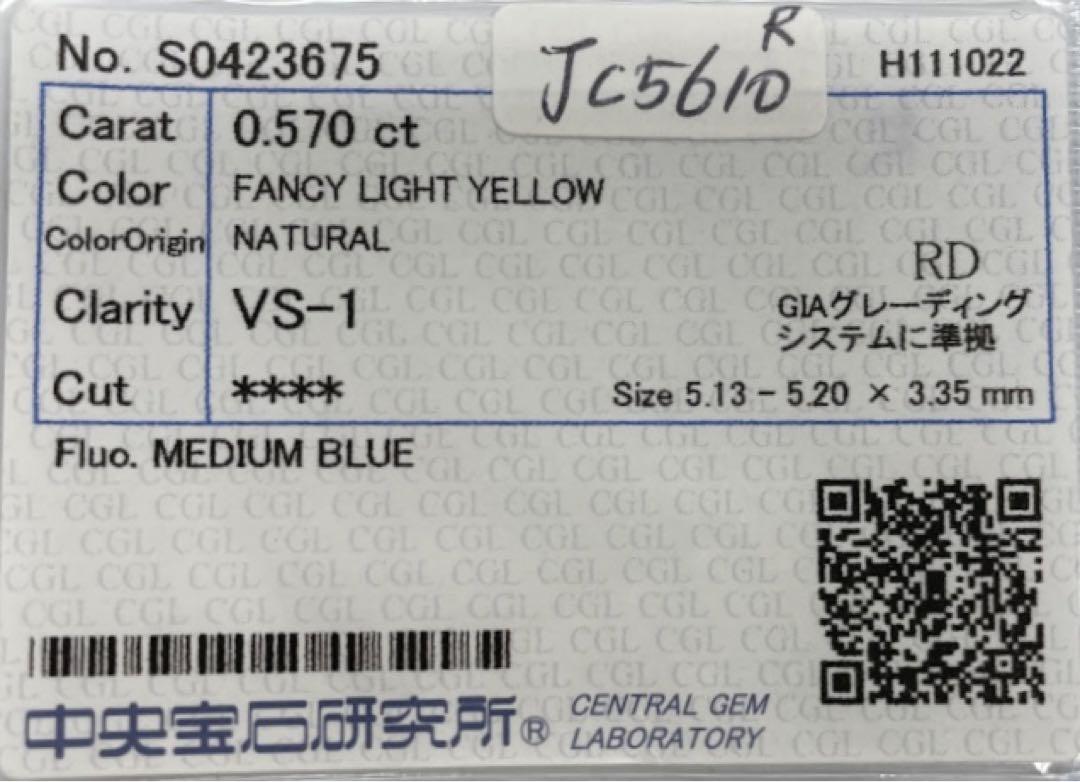 No. S0423675
R
JC5610
H111022
Carat 0.570 ct
Color FANCY LIGHT YELLOW
ColorOrigin NATURAL
RD
Clarity VS-1
GIAグレーディング
システムに準拠
Cut ****
Size 5.13 - 5.20 × 3.35 mm
Fluo. MEDIUM BLUE
中央宝石研究所®
CENTRAL GEM
LABORATORY